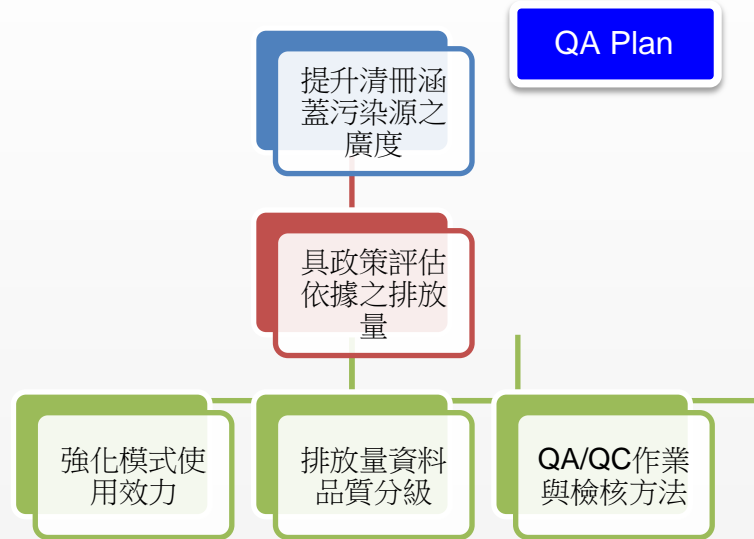 QA Plan
提升清冊涵
蓋污染源之
廣度
具政策評估
依據之排放
量
強化模式使
用效力
排放量資料
品質分級
QA/QC作業
與檢核方法